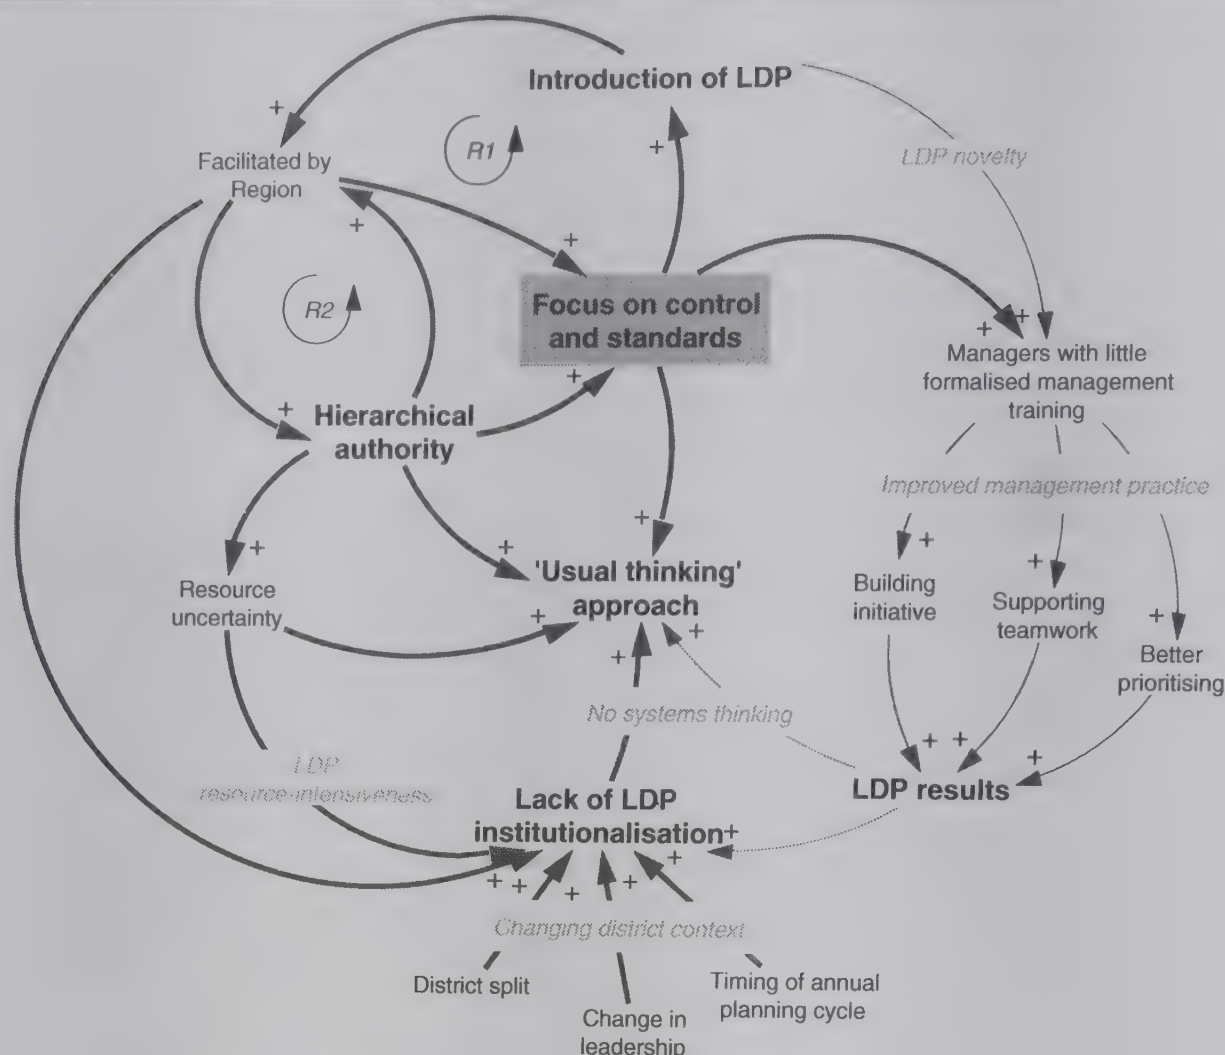 Introduction of LDP
+
R1
+
Facilitated by
Region
LDP novelty
+
+
R2
Focus on control
and standards
+
+
Managers with little
formalised management
training
+
+
Hierarchical
authority
Improved management practice
+
+
+
+
+
'Usual thinking'
approach
Resource
uncertainty
Building
initiative
Supporting
teamwork
+
+
+
+
Better
prioritising
No systems thinking
+
+
+
LDP
resource-intensiveness
LDP results
Lack of LDP
institutionalisation+
+
+
+
+
+
Changing district context
District split
Timing of annual
planning cycle
Change in
leadership